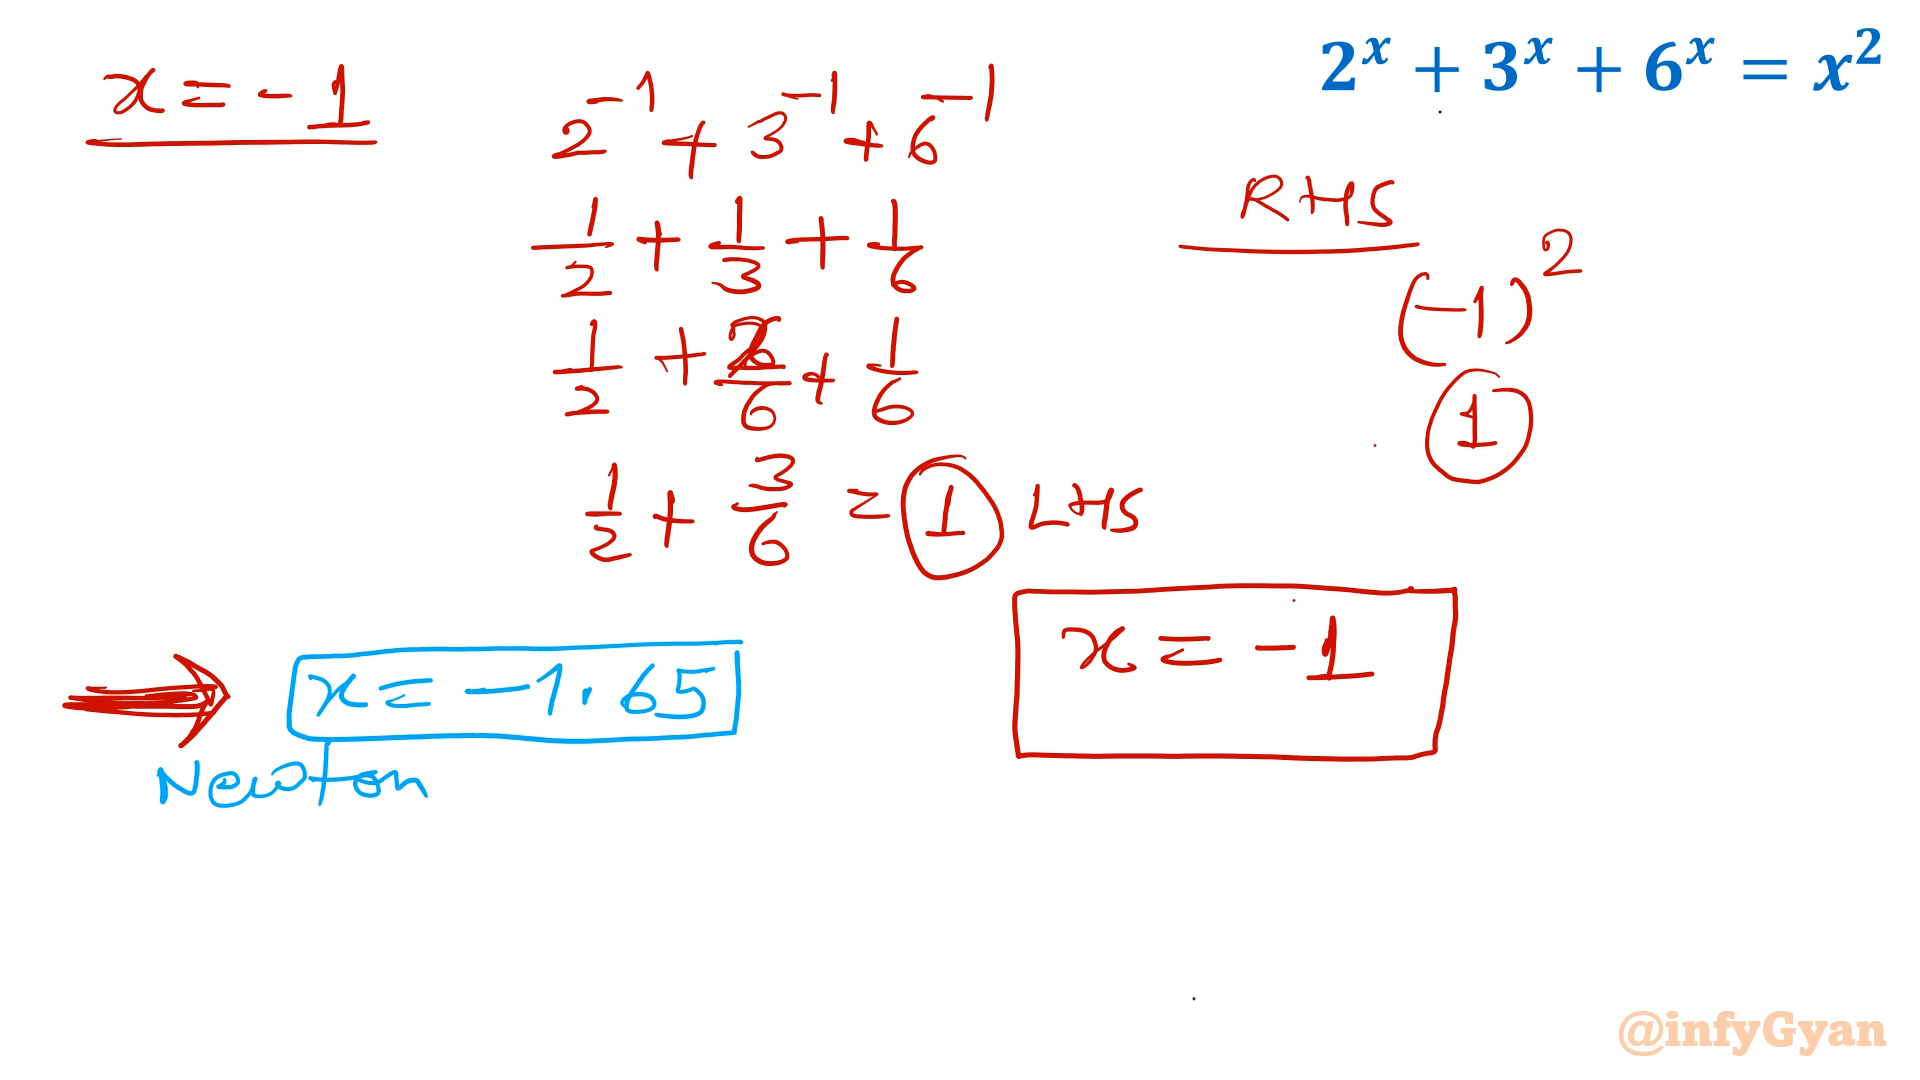 2^x + 3^x + 6^x = x^2
x = -1
2^-1 + 3^-1 + 6^-1
1/2 + 1/3 + 1/6
1/2 + 2/6 + 1/6
1/2 + 3/6 = 1 LHS
RHS
(-1)^2
1
x = -1
x = -1.65
Newton
@infyGyan